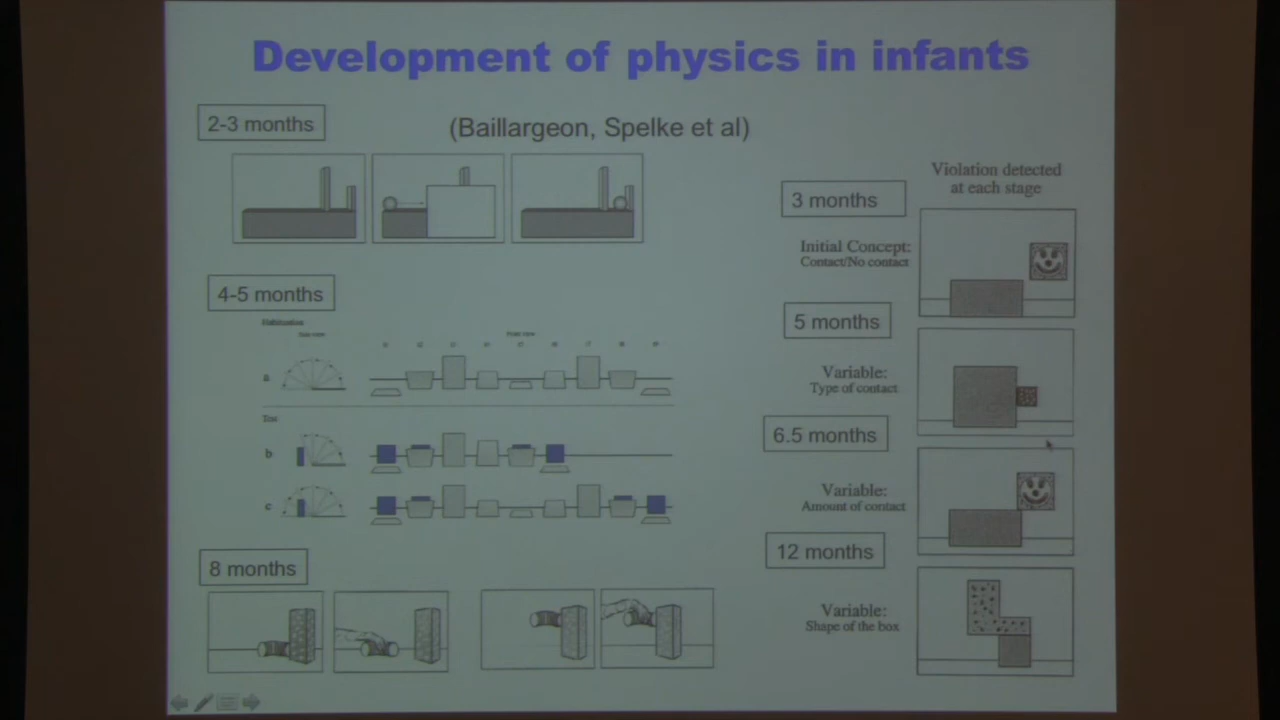 Development of physics in infants
2-3 months
(Baillargeon, Spelke et al)
4-5 months
a
Test
b
c
8 months
Violation detected
at each stage
3 months
Initial Concept:
Contact/No contact
5 months
Variable:
Type of contact
6.5 months
Variable:
Amount of contact
12 months
Variable:
Shape of the box